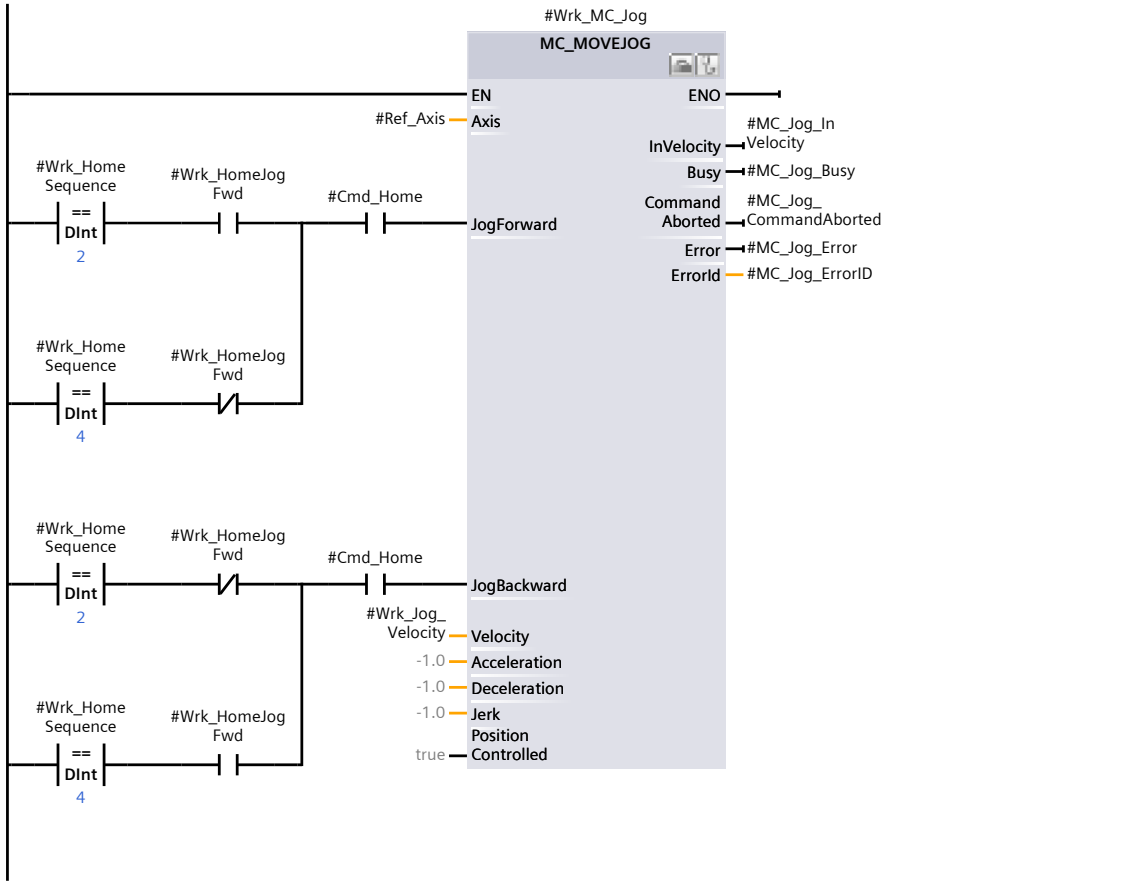 #Wrk_MC_Jog
MC_MOVEJOG
EN
ENO
#Ref_Axis
Axis
#MC_Jog_In
Velocity
InVelocity
Busy
#MC_Jog_Busy
Command
Aborted
#MC_Jog_
CommandAborted
Error
#MC_Jog_Error
ErrorId
#MC_Jog_ErrorID
#Wrk_Home
Sequence
==
DInt
2
#Wrk_HomeJog
Fwd
#Cmd_Home
JogForward
#Wrk_Home
Sequence
==
DInt
4
#Wrk_HomeJog
Fwd
#Wrk_Home
Sequence
==
DInt
2
#Wrk_HomeJog
Fwd
#Cmd_Home
JogBackward
#Wrk_Jog_
Velocity
Velocity
-1.0
Acceleration
-1.0
Deceleration
-1.0
Jerk
Position
true
Controlled
#Wrk_Home
Sequence
==
DInt
4
#Wrk_HomeJog
Fwd